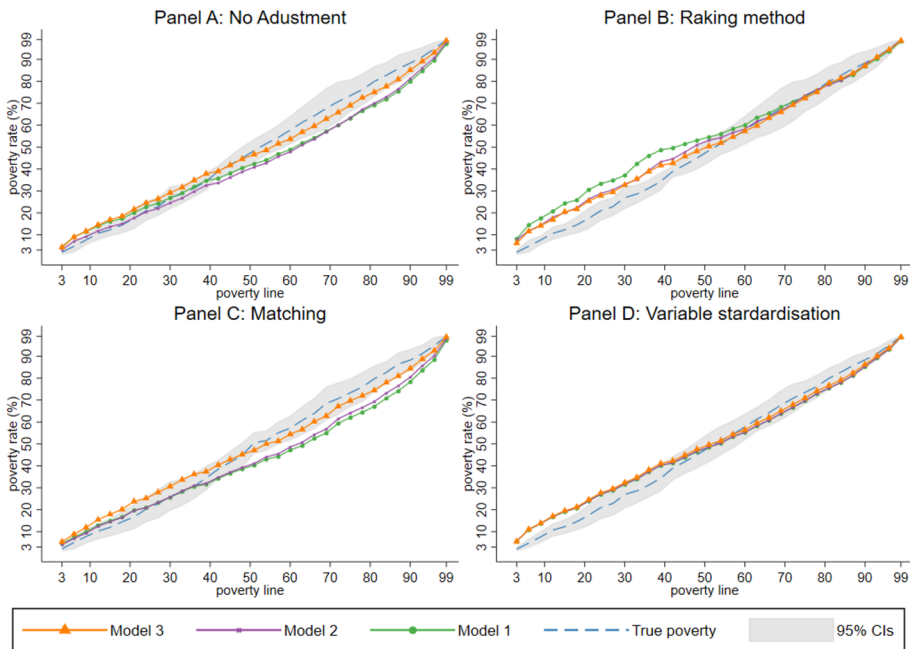 Panel A: No Adustment
Panel B: Raking method
poverty rate (%)
99
90
80
70
60
50
40
30
20
10
3
3 10 20 30 40 50 60 70 80 90 99
poverty line
poverty rate (%)
99
90
80
70
60
50
40
30
20
10
3
3 10 20 30 40 50 60 70 80 90 99
poverty line
Panel C: Matching
Panel D: Variable stardardisation
poverty rate (%)
99
90
80
70
60
50
40
30
20
10
3
3 10 20 30 40 50 60 70 80 90 99
poverty line
poverty rate (%)
99
90
80
70
60
50
40
30
20
10
3
3 10 20 30 40 50 60 70 80 90 99
poverty line
Model 3 Model 2 Model 1 True poverty 95% CIs